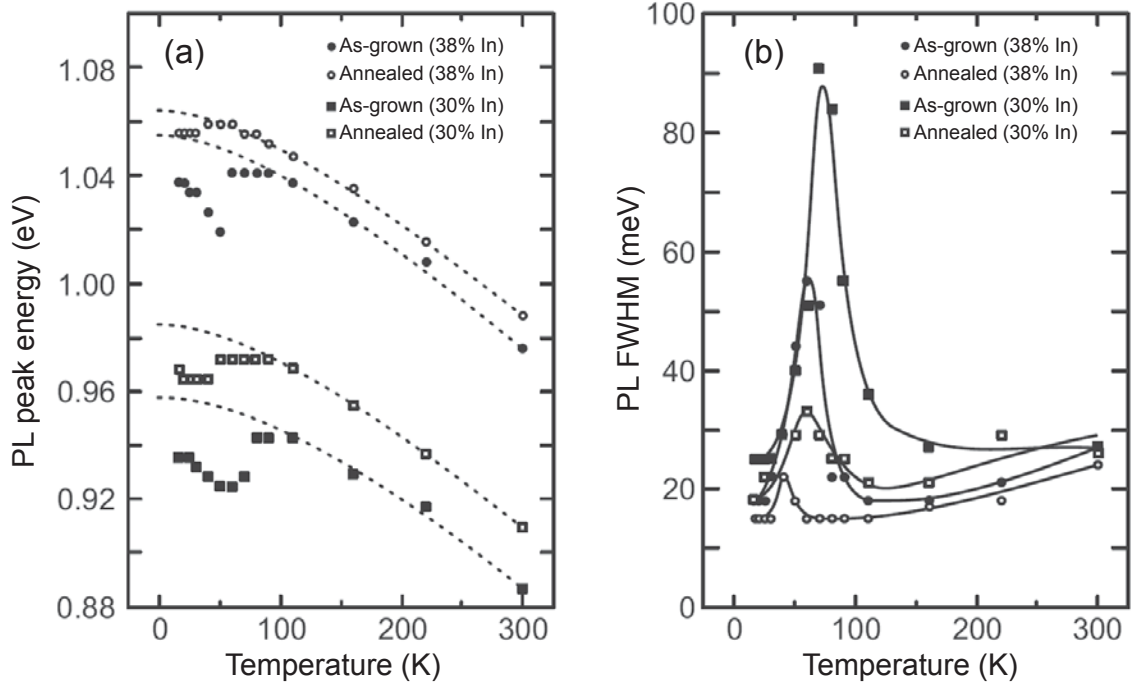 (a)
As-grown (38% In)
Annealed (38% In)
As-grown (30% In)
Annealed (30% In)
PL peak energy (eV)
1.08
1.04
1.00
0.96
0.92
0.88
0
100
200
300
Temperature (K)
(b)
As-grown (38% In)
Annealed (38% In)
As-grown (30% In)
Annealed (30% In)
PL FWHM (meV)
100
80
60
40
20
0
0
100
200
300
Temperature (K)